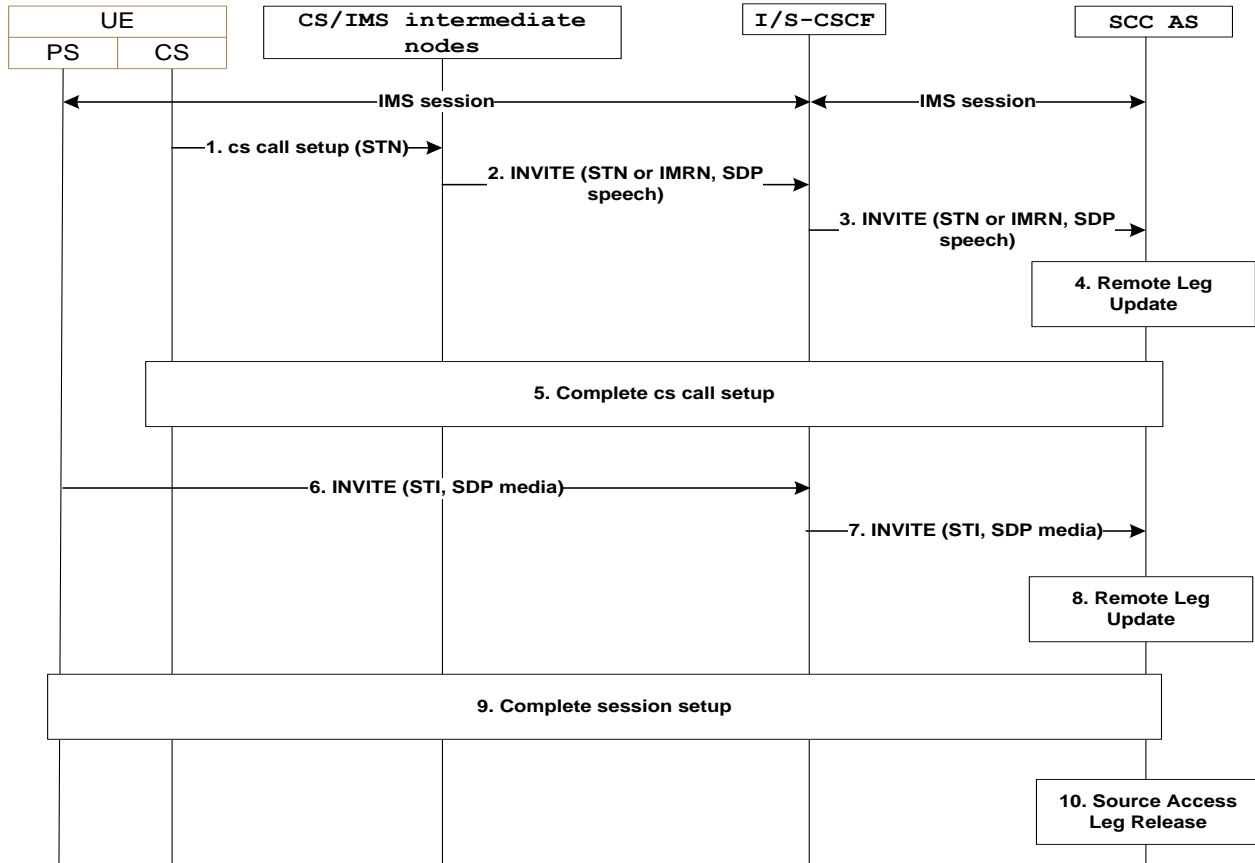 UE
PS
CS
CS/IMS intermediate
nodes
I/S-CSCF
SCC AS
IMS session
IMS session
1. cs call setup (STN)
2. INVITE (STN or IMRN, SDP
speech)
3. INVITE (STN or IMRN, SDP
speech)
4. Remote Leg
Update
5. Complete cs call setup
6. INVITE (STI, SDP media)
7. INVITE (STI, SDP media)
8. Remote Leg
Update
9. Complete session setup
10. Source Access
Leg Release